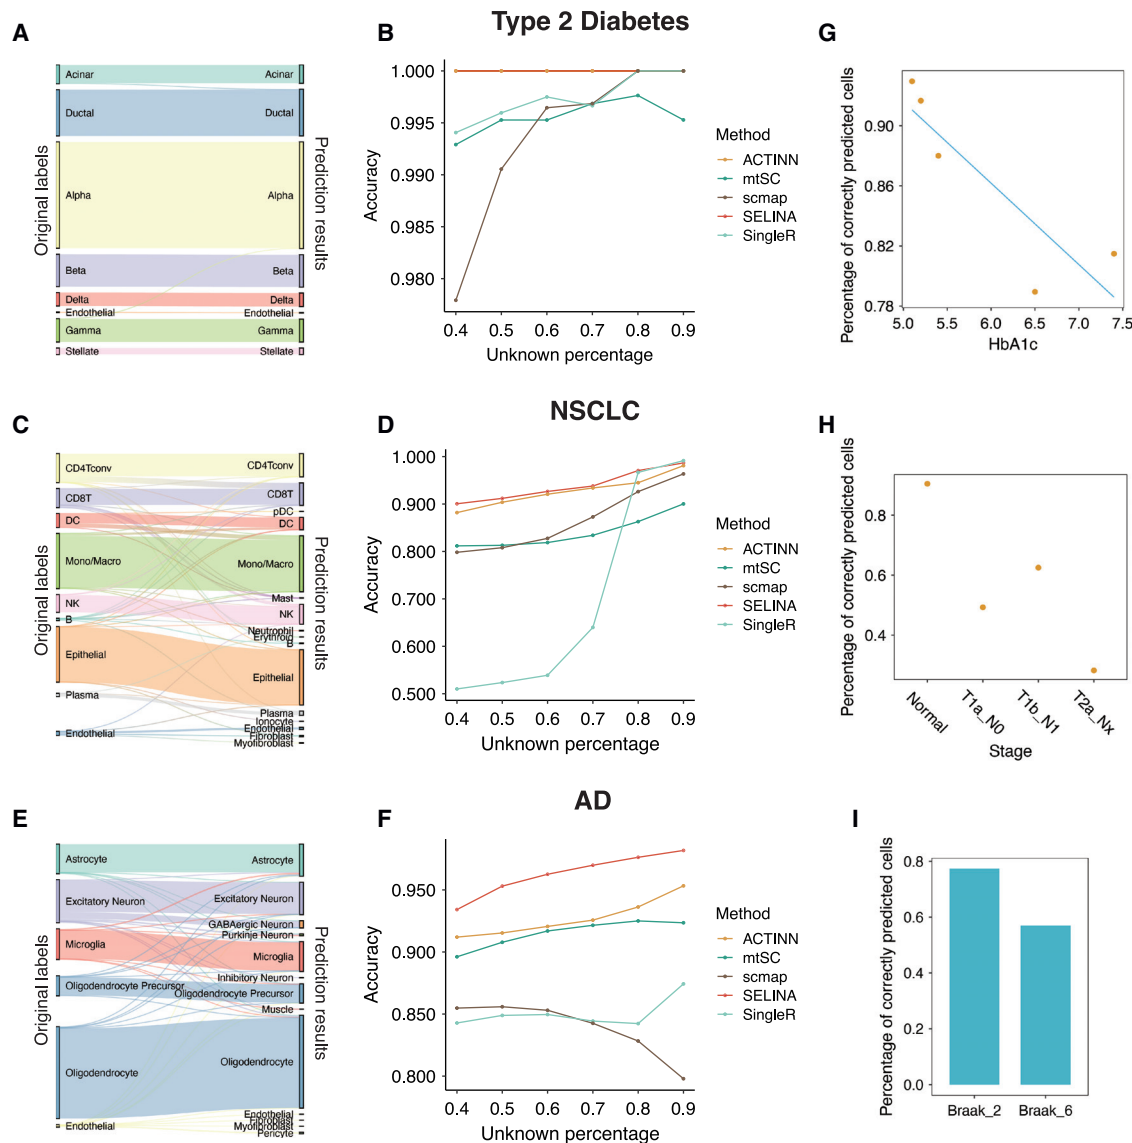 Type 2 Diabetes
A
Original labels
Acinar
Ductal
Alpha
Beta
Delta
Endothelial
Gamma
Stellate
Acinar
Ductal
Alpha
Beta
Delta
Endothelial
Gamma
Stellate
Prediction results
B
Accuracy
1.000
0.995
0.990
0.985
0.980
0.4 0.5 0.6 0.7 0.8 0.9
Unknown percentage
Method
ACTINN
mtSC
scmap
SELINA
SingleR
G
Percentage of correctly predicted cells
0.90
0.86
0.82
0.78
5.0 5.5 6.0 6.5 7.0 7.5
HbA1c
NSCLC
C
Original labels
CD4Tconv
CD8T
DC
Mono/Macro
NK
B
Epithelial
Plasma
Endothelial
CD4Tconv
CD8T
pDC
DC
Mono/Macro
Mast
NK
Neutrophil
Erythroid
B
Epithelial
Plasma
Ionocyte
Endothelial
Fibroblast
Myofibroblast
Prediction results
D
Accuracy
1.000
0.900
0.800
0.700
0.600
0.500
0.4 0.5 0.6 0.7 0.8 0.9
Unknown percentage
Method
ACTINN
mtSC
scmap
SELINA
SingleR
H
Percentage of correctly predicted cells
0.8
0.6
0.4
Normal
T1a_N0
T1b_N1
T2a_Nx
Stage
AD
E
Original labels
Astrocyte
Excitatory Neuron
Microglia
Oligodendrocyte Precursor
Oligodendrocyte
Endothelial
Astrocyte
Excitatory Neuron
GABAergic Neuron
Purkinje Neuron
Microglia
Inhibitory Neuron
Oligodendrocyte Precursor
Muscle
Oligodendrocyte
Endothelial
Fibroblast
Myofibroblast
Pericyte
Prediction results
F
Accuracy
0.950
0.900
0.850
0.800
0.4 0.5 0.6 0.7 0.8 0.9
Unknown percentage
Method
ACTINN
mtSC
scmap
SELINA
SingleR
I
Percentage of correctly predicted cells
0.8
0.6
0.4
0.2
0.0
Braak_2 Braak_6